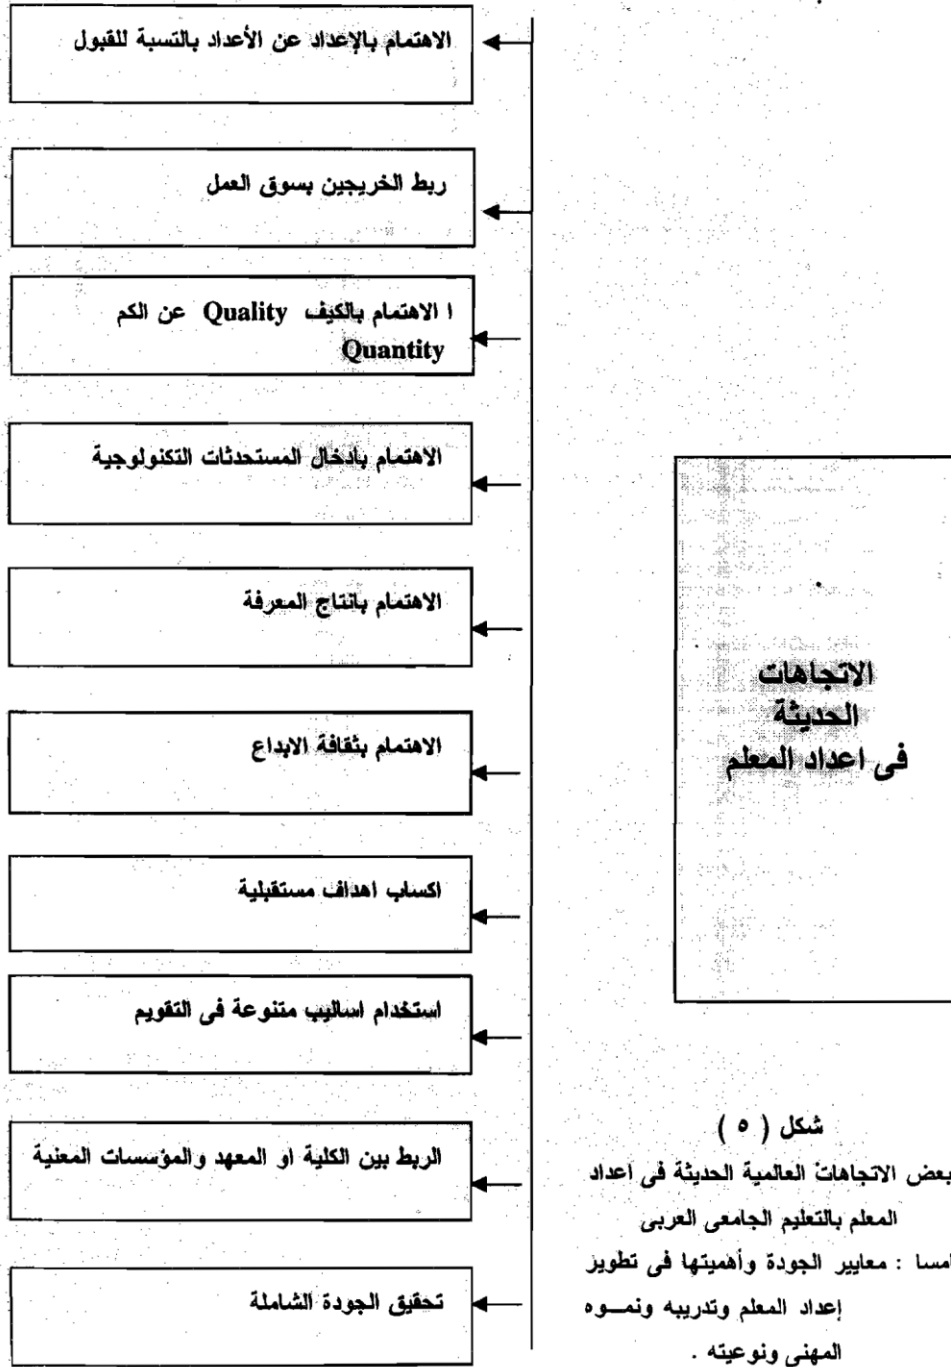 الاهتمام بالإعداد عن الأعداد بالنسبة للقبول
ربط الخريجين بسوق العمل
ا الاهتمام بالكيف Quality عن الكم
Quantity
الاهتمام بادخال المستحدثات التكنولوجية
الاهتمام بانتاج المعرفة
الاهتمام بثقافة الابداع
اكساب اهداف مستقبلية
استخدام اساليب متنوعة فى التقويم
الربط بين الكلية او المعهد والمؤسسات المعنية
تحقيق الجودة الشاملة
الاتجاهات
الحديثة
فى اعداد المعلم
شكل ( ٥ )
بعض الاتجاهات العالمية الحديثة فى اعداد
المعلم بالتعليم الجامعى العربى
امسا : معايير الجودة وأهميتها فى تطوير
إعداد المعلم وتدريبه ونمـــوه
المهنى ونوعيته .